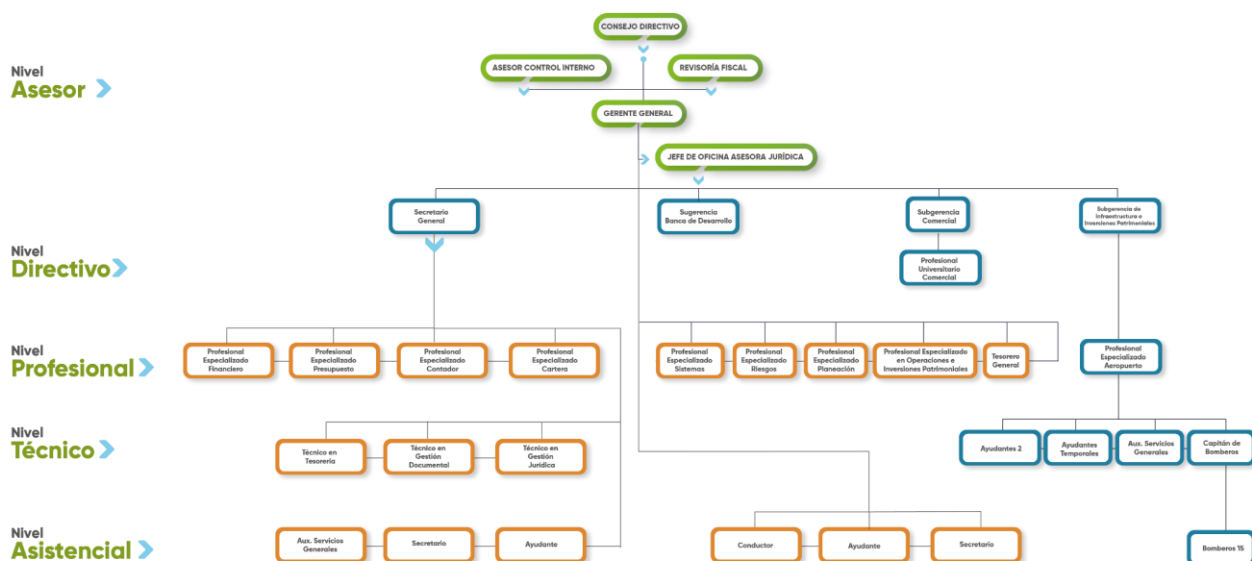 CONSEJO DIRECTIVO
Nivel
Asesor
ASESOR CONTROL INTERNO
REVISORÍA FISCAL
GERENTE GENERAL
JEFE DE OFICINA ASESORA JURÍDICA
Secretario
General
Sugerencia
Banca de Desarrollo
Subgerencia
Comercial
Subgerencia de
Infraestructura e
Inversiones Patrimoniales
Nivel
Directivo
Profesional
Universitario
Comercial
Nivel
Profesional
Profesional
Especializado
Financiero
Profesional
Especializado
Presupuesto
Profesional
Especializado
Contador
Profesional
Especializado
Cartera
Profesional
Especializado
Sistemas
Profesional
Especializado
Riesgos
Profesional
Especializado
Planeación
Profesional Especializado
en Operaciones e
Inversiones Patrimoniales
Tesorero
General
Profesional
Especializado
Aeropuerto
Nivel
Técnico
Técnico en
Tesoreria
Técnico en
Gestión
Documental
Técnico en
Gestión
Jurídica
Ayudantes 2
Ayudantes
Temporales
Aux. Servicios
Generales
Capitán de
Bomberos
Nivel
Asistencial
Aux. Servicios
Generales
Secretario
Ayudante
Conductor
Ayudante
Secretario
Bomberos 15